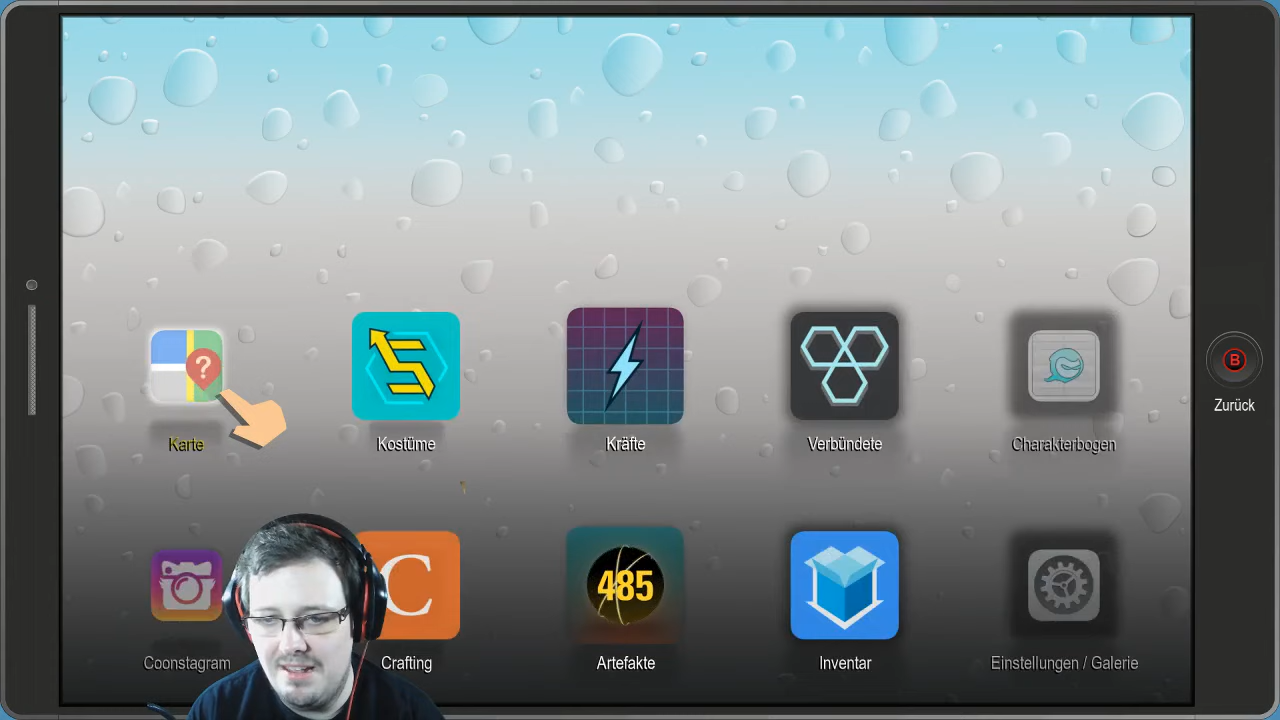 ?
Karte
Kostüme
Kräfte
Verbündete
Charakterbogen
B
Zurück
C
485
Coonstagram
Crafting
Artefakte
Inventar
Einstellungen / Galerie